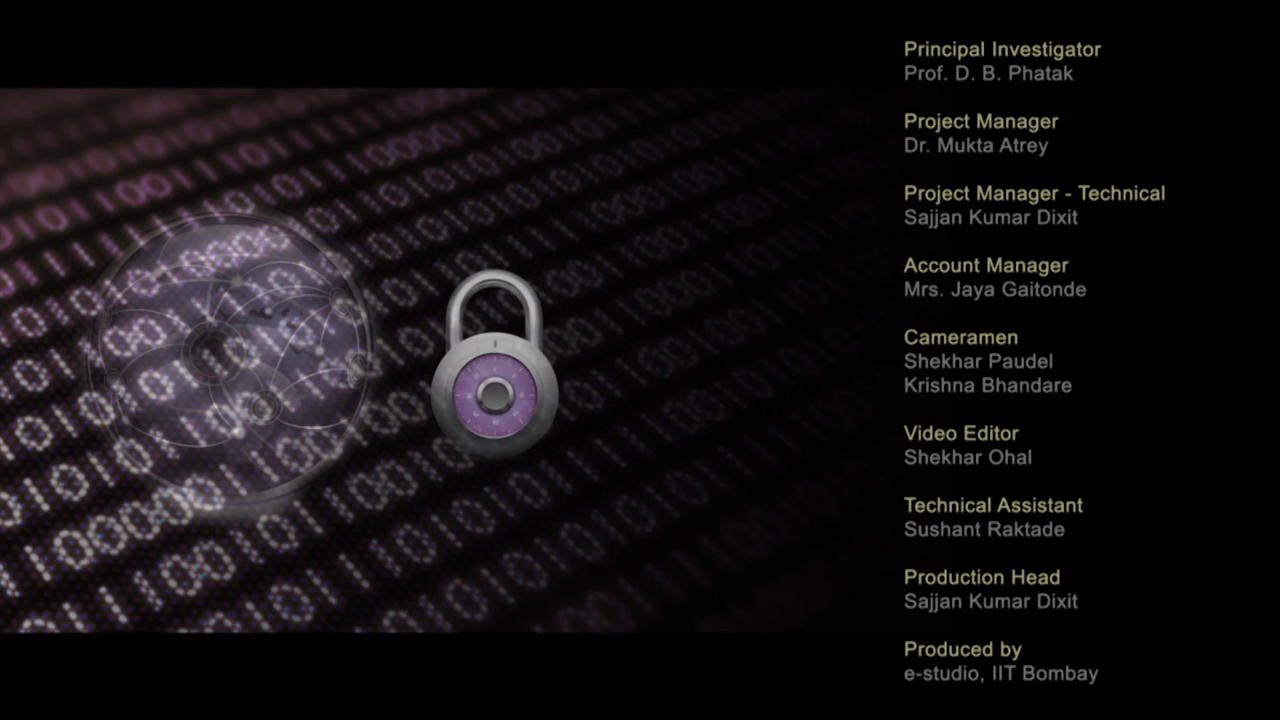 Principal Investigator
Prof. D. B. Phatak
Project Manager
Dr. Mukta Atrey
Project Manager - Technical
Sajjan Kumar Dixit
Account Manager
Mrs. Jaya Gaitonde
Cameramen
Shekhar Paudel
Krishna Bhandare
Video Editor
Shekhar Ohal
Technical Assistant
Sushant Raktade
Production Head
Sajjan Kumar Dixit
Produced by
e-studio, IIT Bombay